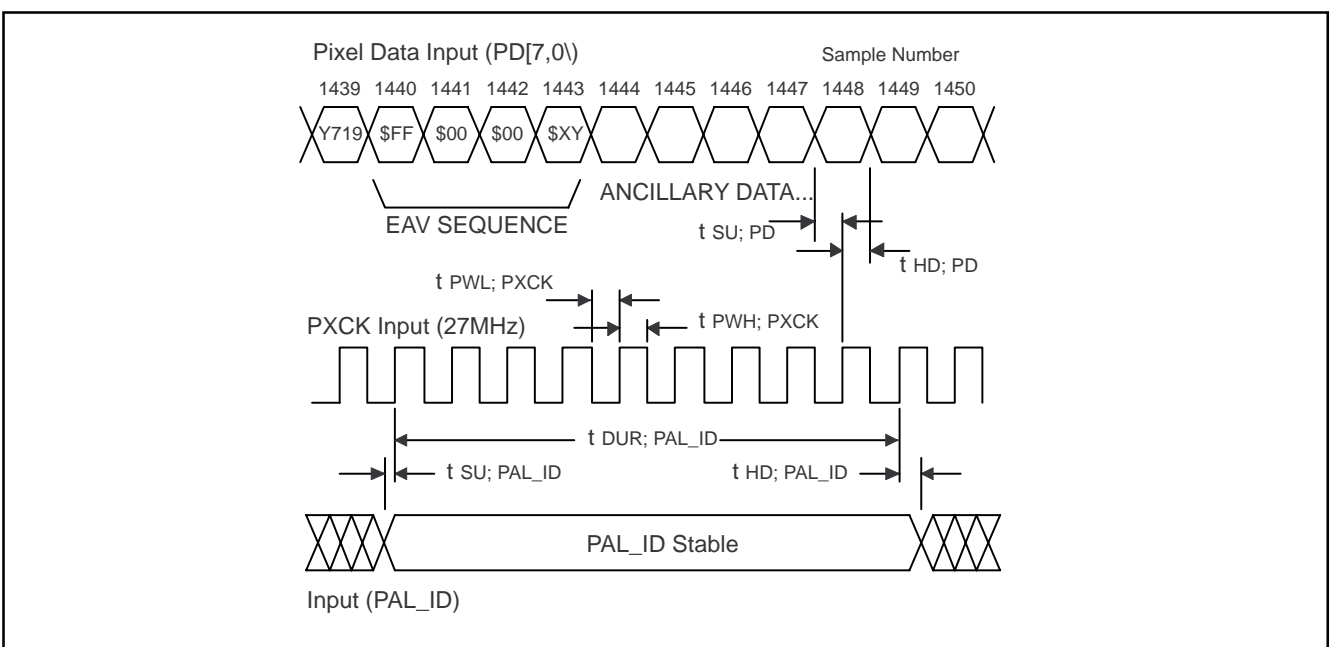 Pixel Data Input (PD[7,0\)
Sample Number
1439 1440 1441 1442 1443 1444 1445 1446 1447 1448 1449 1450
Y719 $FF $00 $00 $XY
ANCILLARY DATA...
EAV SEQUENCE
t SU; PD
t HD; PD
t PWL; PXCK
PXCK Input (27MHz)
t PWH; PXCK
t DUR; PAL_ID
t SU; PAL_ID
t HD; PAL_ID
PAL_ID Stable
Input (PAL_ID)